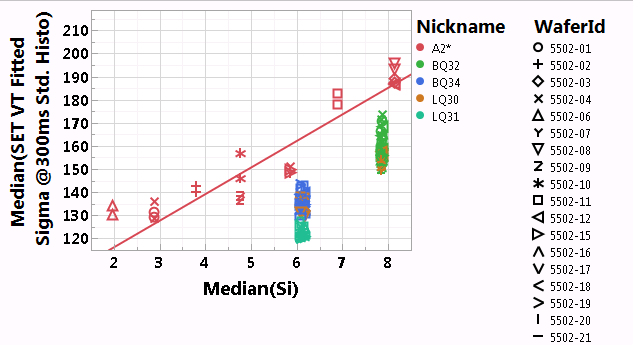 Median(SET VT Fitted
Sigma @300ms Std. Histo)
210
200
190
180
170
160
150
140
130
120
2 3 4 5 6 7 8
Median(Si)
Nickname
A2*
BQ32
BQ34
LQ30
LQ31
WaferId
5502-01
5502-02
5502-03
5502-04
5502-06
5502-07
5502-08
5502-09
5502-10
5502-11
5502-12
5502-15
5502-16
5502-17
5502-18
5502-19
5502-20
5502-21